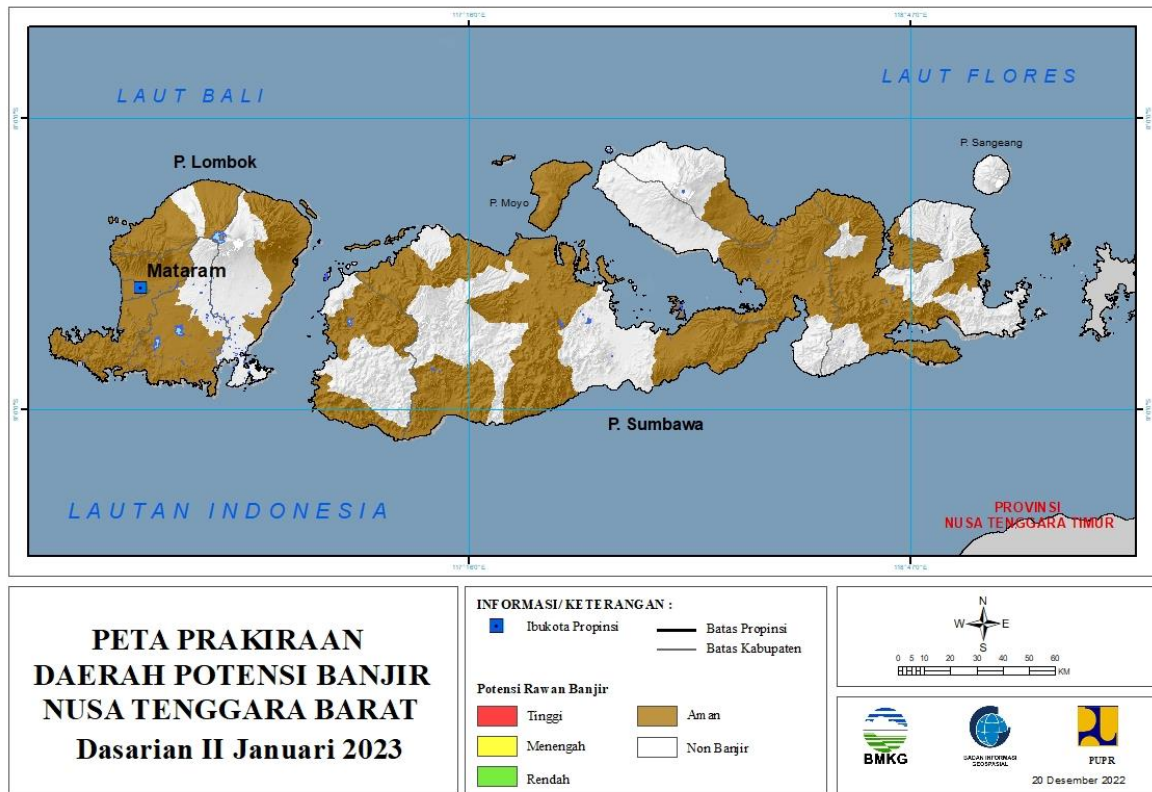 LAUT BALI
LAUT FLORES
P. Lombok
P. Sangeang
P. Moyo
Mataram
P. Sumbawa
LAUTAN INDONESIA
PROVINSI
NUSA TENGGARA TIMUR
PETA PRAKIRAAN
DAERAH POTENSI BANJIR
NUSA TENGGARA BARAT
Dasarian II Januari 2023
INFORMASI/ KETERANGAN :
Ibukota Propinsi
Batas Propinsi
Batas Kabupaten
Potensi Rawan Banjir
Tinggi
Aman
Menengah
Non Banjir
Rendah
N
W E
S
0 5 10 20 30 40 50 60
KM
BMKG
BADAN INFORMASI
GEOSPASIAL
PUPR
20 Desember 2022